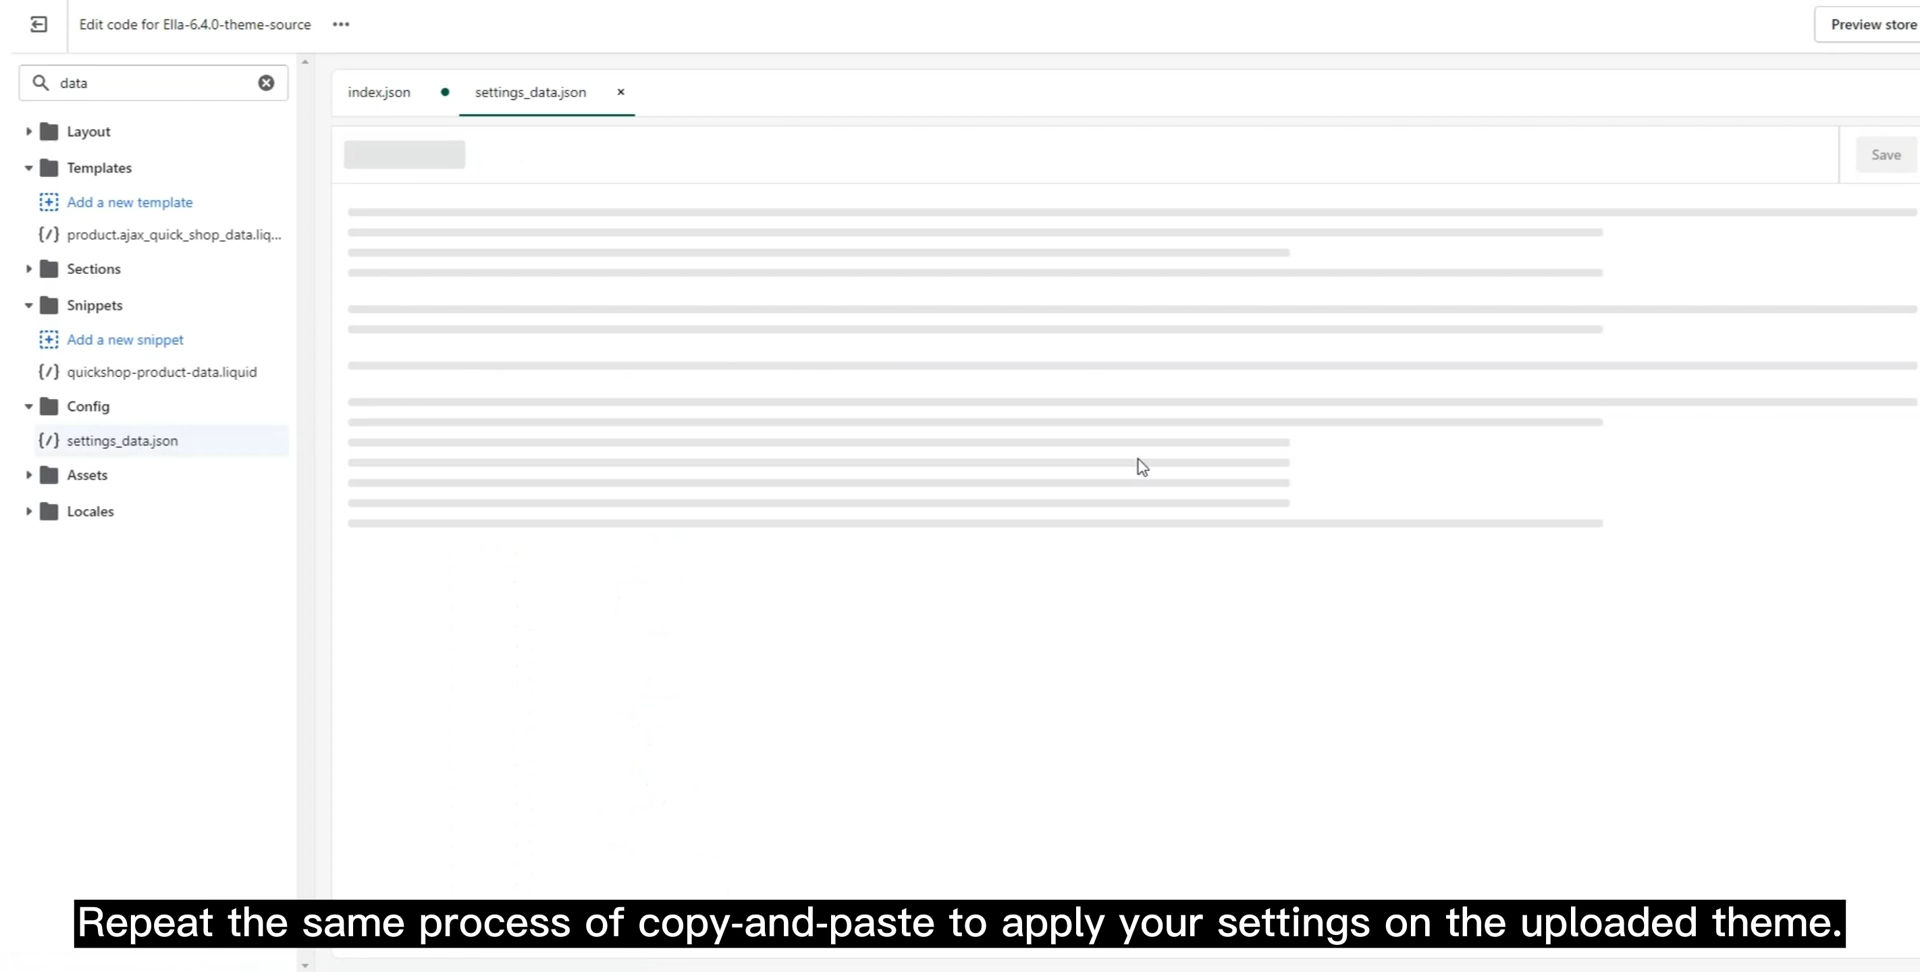 Edit code for Ella-6.4.0-theme-source
Preview store
data
index.json
settings_data.json
Save
Layout
Templates
Add a new template
product.ajax_quick_shop_data.liq...
Sections
Snippets
Add a new snippet
quickshop-product-data.liquid
Config
settings_data.json
Assets
Locales
Repeat the same process of copy-and-paste to apply your settings on the uploaded theme.